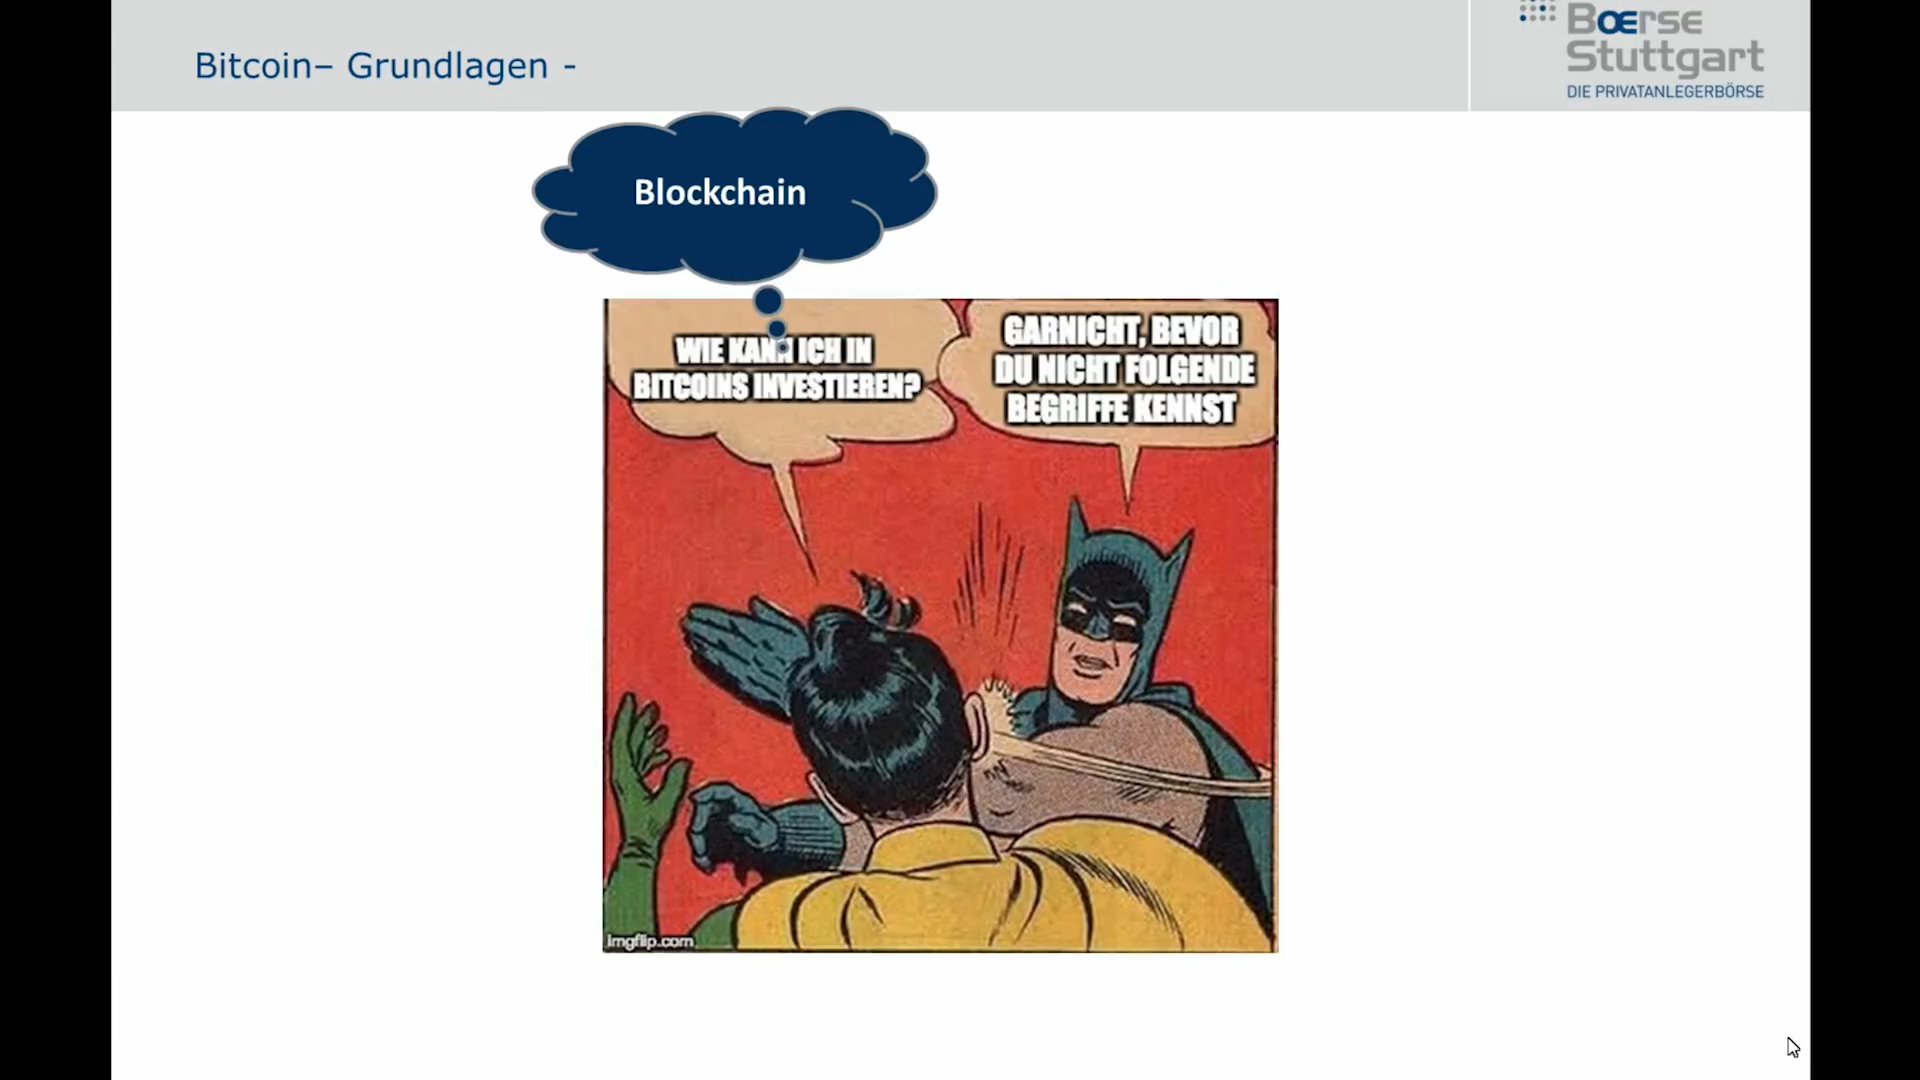 Bitcoin– Grundlagen -
Bœrse
Stuttgart
DIE PRIVATANLEGERBÖRSE
Blockchain
WIE KANN ICH IN
BITCOINS INVESTIEREN?
GARNICHT, BEVOR
DU NICHT FOLGENDE
BEGRIFFE KENNST
imgflip.com